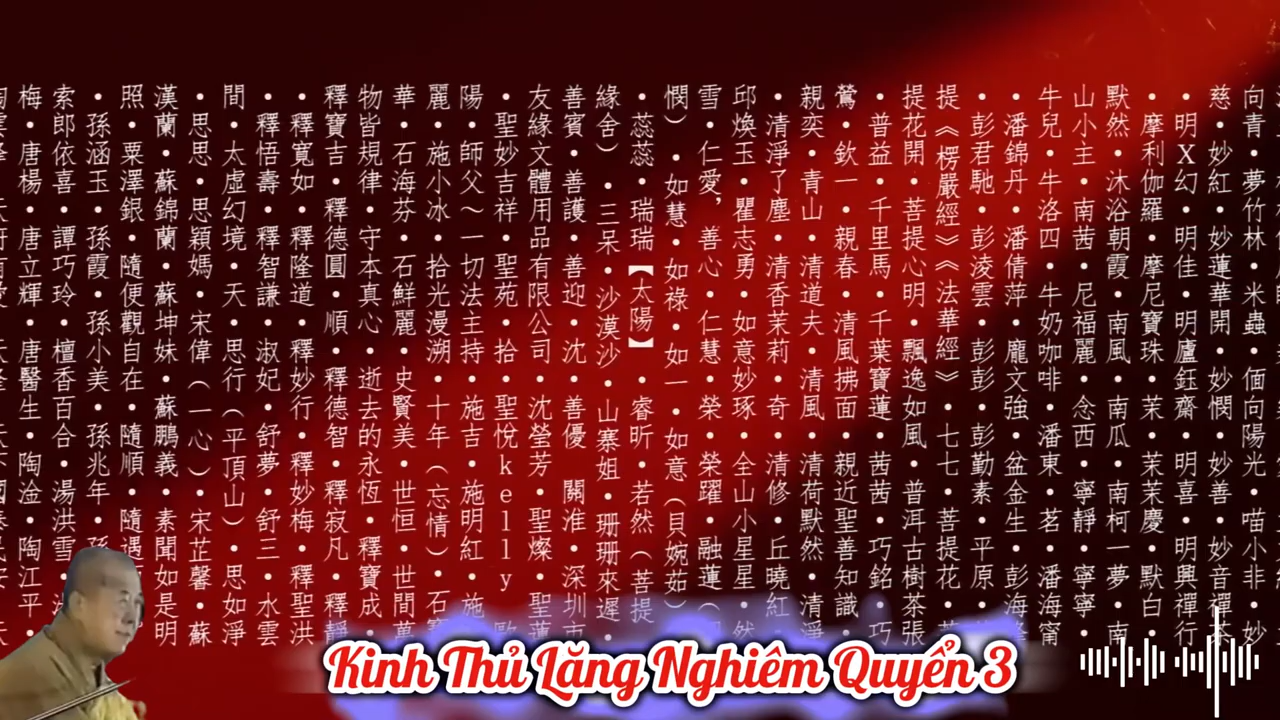 向青・夢竹林・米蟲・向陽光・喵小非・妙
慈・妙紅・妙蓮華開・妙憫・妙善・妙音禪茶
・明X幻・明佳・明廬鈺齋・明喜・明興禪行
・摩利伽羅・摩尼寶珠・茉・茉茉慶・默白・
默然・沐浴朝霞・南風・南瓜・南柯一夢・南
山小主・南茜・尼福麗・念西・寧靜・寧寧・
牛兒・牛洛四・牛奶咖啡・潘東・茗・潘海甯
・潘錦丹・潘倩萍・龐文強・盆金生・彭海
・彭君馳・彭淩雲・彭彭・彭勤素・平原・
提《楞嚴經》《法華經》・七七・菩提花・菩
提花開・菩提心明・飄逸如風・普洱古樹茶張
・普益・千里馬・千葉寶蓮・茜茜・巧銘・巧
鶯・欽一・親春・清風拂面・親近聖善知識・
親奕・青山・清道夫・清風・清荷默然・清淨
・清淨了塵・清香茉莉・奇・清修・丘曉紅・
邱煥玉・瞿志勇・如意妙琢・全山小星星・然
雪・仁愛，善心・仁慧・榮・榮躍・融蓮（
憫）・如慧・如祿・如一・如意（貝婉茹）
・蕊蕊・瑞瑞【太陽】・睿昕・若然（菩提
緣舍）・三呆・沙漠沙・山寨姐・珊珊來遲・
善賓・善護・善迎・沈・善優 關淮・深圳市
友緣文體用品有限公司・沈瑩芳・聖燦・聖蓮
・聖妙吉祥・聖苑・拾・聖悅kelly
陽・師父～一切法主持・施吉・施明紅・施
麗・施小冰・拾光漫溯・十年（忘情）・石
華・石海芬・石鮮麗・史賢美・世恒・世間萬
物皆規律・守本真心・逝去的永恆・釋寶成・
釋寶吉・釋德圓・順・釋德智・釋寂凡・釋靜
・釋寬如・釋隆道・釋妙行・釋妙梅・釋聖洪
・釋悟壽・釋智謙・淑妃・舒夢・舒三・水雲
間・太虛幻境・天・思行（平頂山）・思如淨
・思思・思穎媽・宋偉（一心）・宋芷馨・蘇
漢蘭・蘇錦蘭・蘇坤妹・蘇鵬義・素聞如是明
照・粟澤銀・隨便觀自在・隨順・隨遇
・孫涵玉・孫霞・孫小美・孫兆年・孫
索郎依喜・譚巧玲・檀香百合・湯洪雪・
梅・唐楊・唐立輝・唐醫生・陶淦・陶江平
Kinh Thủ Lăng Nghiêm Quyển 3